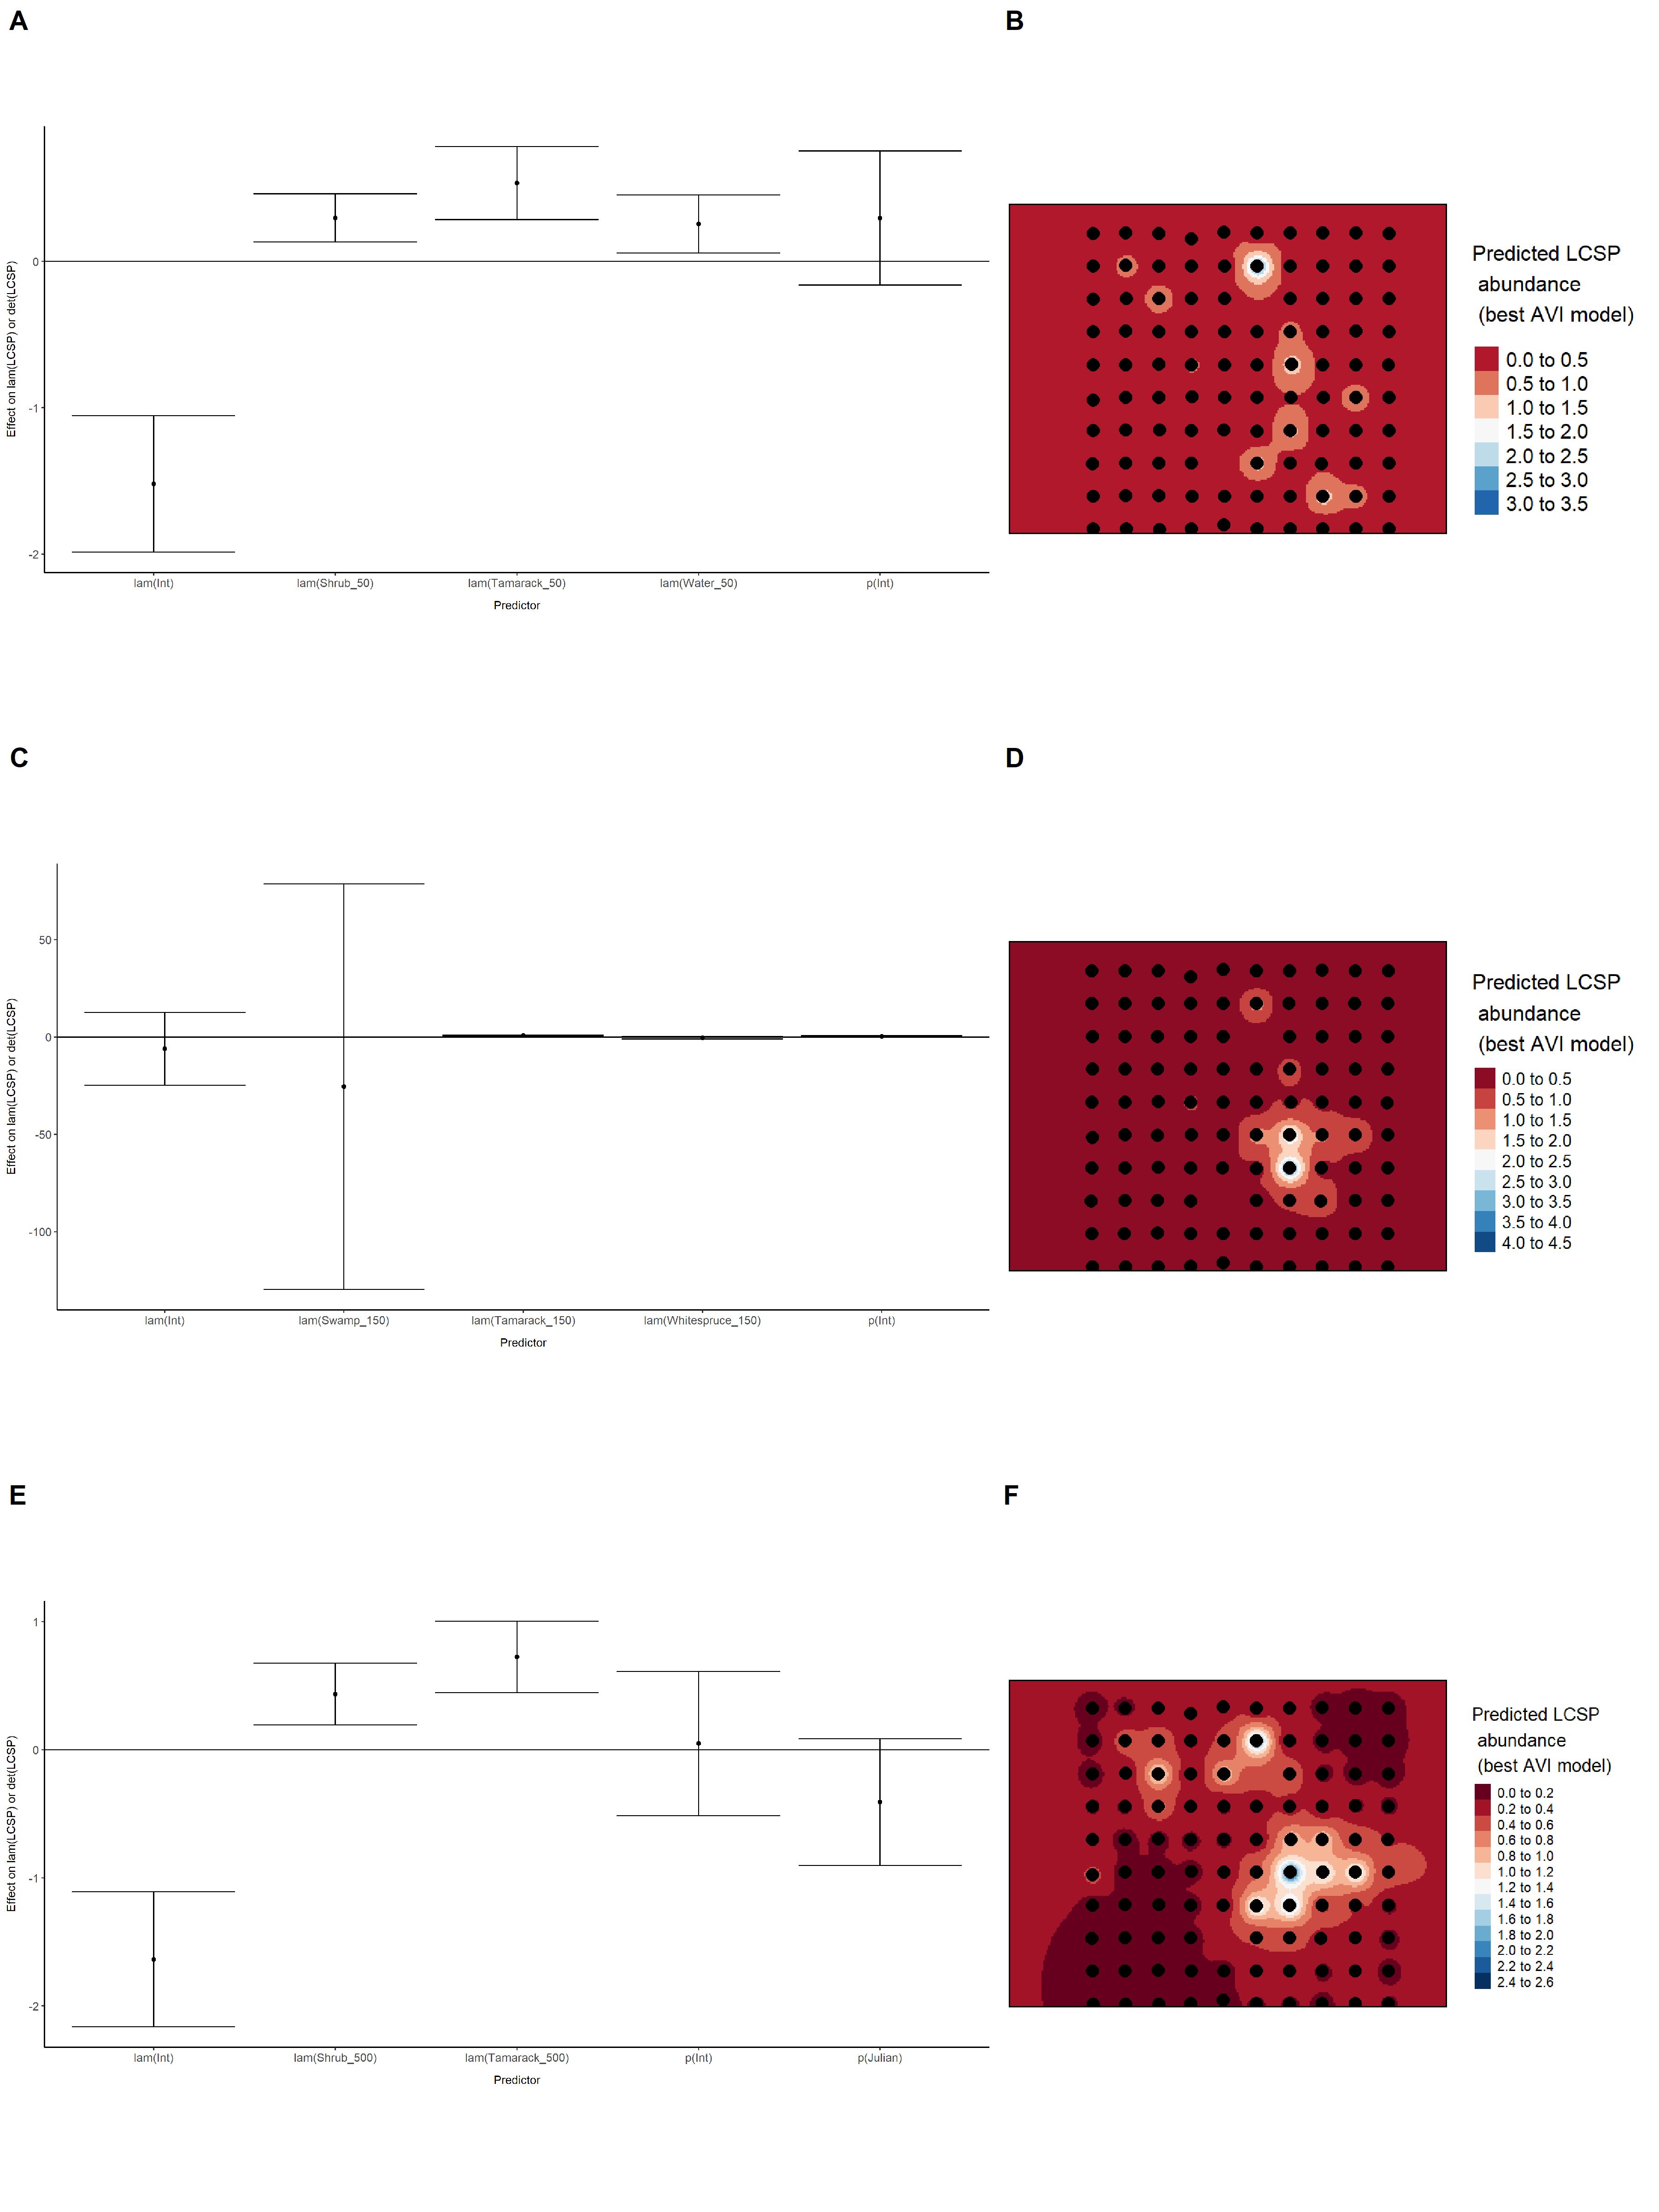 A
B
Effect on lam(LCSP) or det(LCSP)
0
-1
-2
lam(Int)
lam(Shrub_50)
lam(Tamarack_50)
lam(Water_50)
p(Int)
Predictor
Predicted LCSP
abundance
(best AVI model)
0.0 to 0.5
0.5 to 1.0
1.0 to 1.5
1.5 to 2.0
2.0 to 2.5
2.5 to 3.0
3.0 to 3.5
C
D
Effect on lam(LCSP) or det(LCSP)
50
0
-50
-100
lam(Int)
lam(Swamp_150)
lam(Tamarack_150)
lam(Whitespruce_150)
p(Int)
Predictor
Predicted LCSP
abundance
(best AVI model)
0.0 to 0.5
0.5 to 1.0
1.0 to 1.5
1.5 to 2.0
2.0 to 2.5
2.5 to 3.0
3.0 to 3.5
3.5 to 4.0
4.0 to 4.5
E
F
Effect on lam(LCSP) or det(LCSP)
1
0
-1
-2
lam(Int)
lam(Shrub_500)
lam(Tamarack_500)
p(Int)
p(Julian)
Predictor
Predicted LCSP
abundance
(best AVI model)
0.0 to 0.2
0.2 to 0.4
0.4 to 0.6
0.6 to 0.8
0.8 to 1.0
1.0 to 1.2
1.2 to 1.4
1.4 to 1.6
1.6 to 1.8
1.8 to 2.0
2.0 to 2.2
2.2 to 2.4
2.4 to 2.6